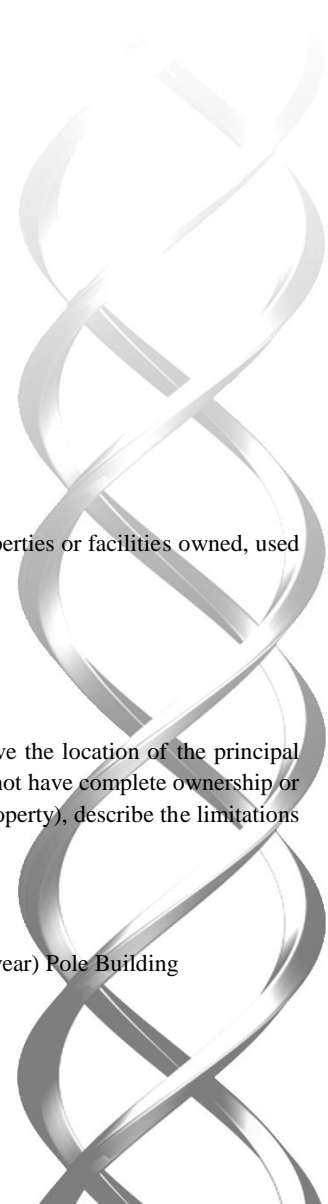 perties or facilities owned, used
ve the location of the principal
not have complete ownership or
operty), describe the limitations
year) Pole Building